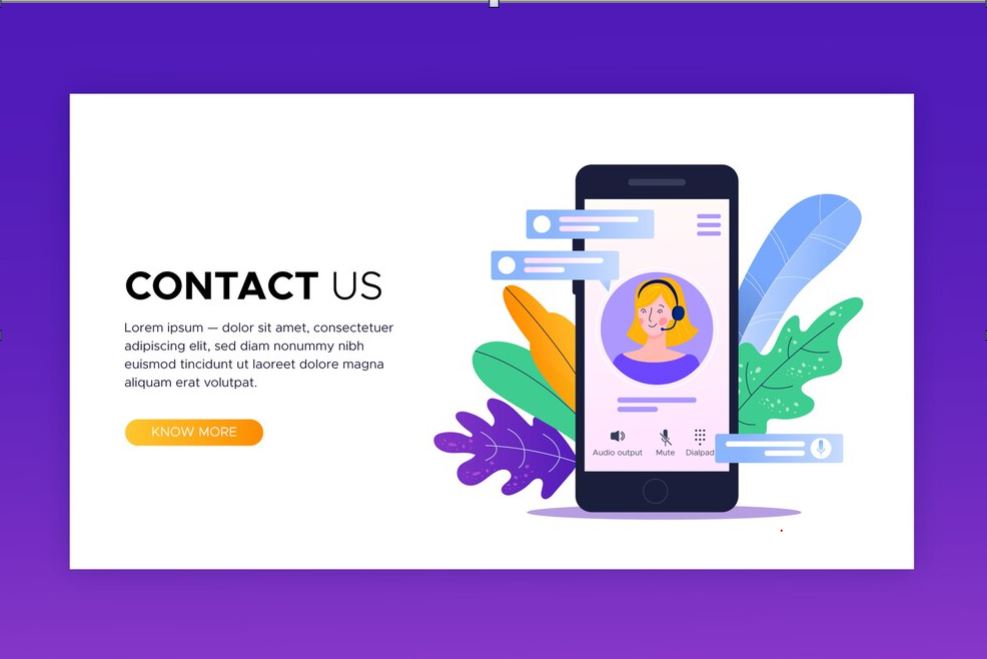 CONTACT US
Lorem ipsum — dolor sit amet, consectetuer
adipiscing elit, sed diam nonummy nibh
euismod tincidunt ut laoreet dolore magna
aliquam erat volutpat.
KNOW MORE
Audio output Mute Dialpad